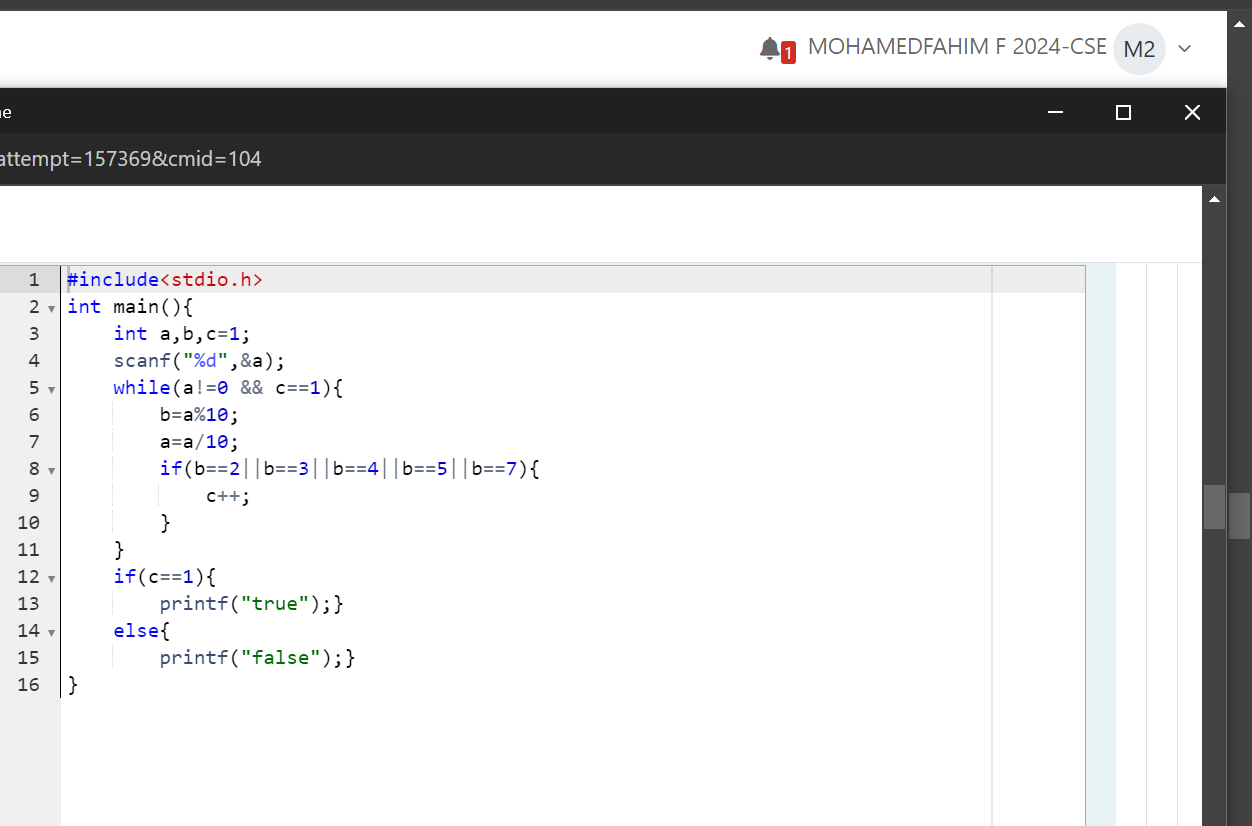 1 MOHAMEDFAHIM F 2024-CSE M2
attempt=157369&cmid=104
1 #include<stdio.h>
2 int main(){
3     int a,b,c=1;
4     scanf("%d",&a);
5     while(a!=0 && c==1){
6         b=a%10;
7         a=a/10;
8         if(b==2||b==3||b==4||b==5||b==7){
9             c++;
10         }
11     }
12     if(c==1){
13         printf("true");}
14     else{
15         printf("false");}
16 }